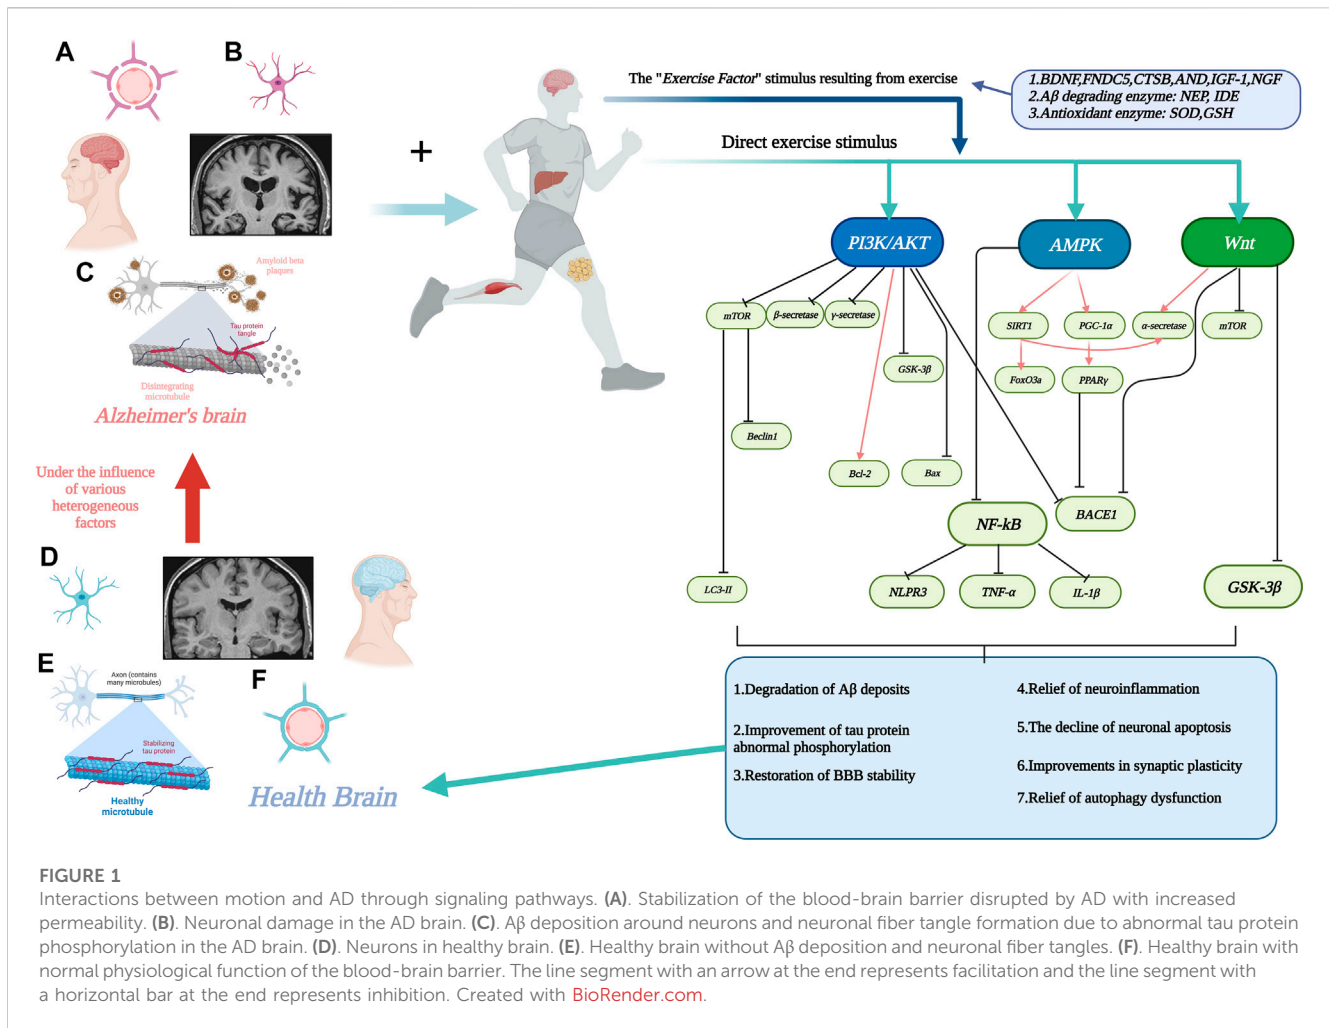 A
B
The "Exercise Factor" stimulus resulting from exercise
1.BDNF,FNDC5,CTSB,AND,IGF-1,NGF
2.Aβ degrading enzyme: NEP, IDE
3.Antioxidant enzyme: SOD,GSH
+
Direct exercise stimulus
PI3K/AKT
AMPK
Wnt
C
Amyloid beta
plaques
Tau protein
tangle
Disintegrating
microtubule
Alzheimer's brain
mTOR
β-secretase
γ-secretase
SIRT1
PGC-1α
α-secretase
mTOR
GSK-3β
FoxO3a
PPARγ
Beclin1
Bcl-2
Bax
NF-kB
BACE1
LC3-II
NLPR3
TNF-α
IL-1β
GSK-3β
Under the influence
of various
heterogeneous
factors
D
E
Axon (contains
many microbules)
Stabilizing
tau protein
Healthy
microtubule
F
Health Brain
1.Degradation of Aβ deposits
2.Improvement of tau protein
abnormal phosphorylation
3.Restoration of BBB stability
4.Relief of neuroinflammation
5.The decline of neuronal apoptosis
6.Improvements in synaptic plasticity
7.Relief of autophagy dysfunction
FIGURE 1
Interactions between motion and AD through signaling pathways. (A). Stabilization of the blood-brain barrier disrupted by AD with increased
permeability. (B). Neuronal damage in the AD brain. (C). Aβ deposition around neurons and neuronal fiber tangle formation due to abnormal tau protein
phosphorylation in the AD brain. (D). Neurons in healthy brain. (E). Healthy brain without Aβ deposition and neuronal fiber tangles. (F). Healthy brain with
normal physiological function of the blood-brain barrier. The line segment with an arrow at the end represents facilitation and the line segment with
a horizontal bar at the end represents inhibition. Created with BioRender.com.